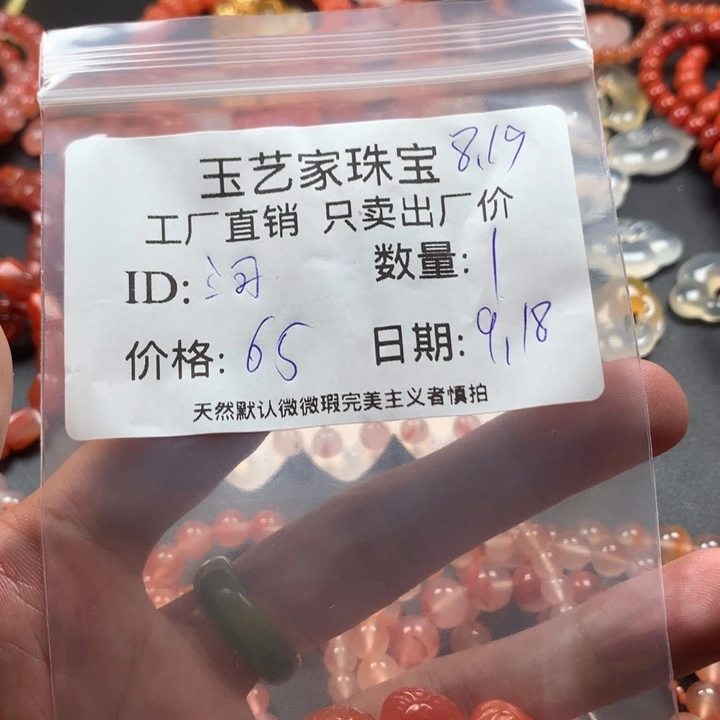 玉艺家珠宝 8.19
工厂直销 只卖出厂价
ID: 数量: 1
价格: 65 日期: 9.18
天然默认微微瑕完美主义者慎拍